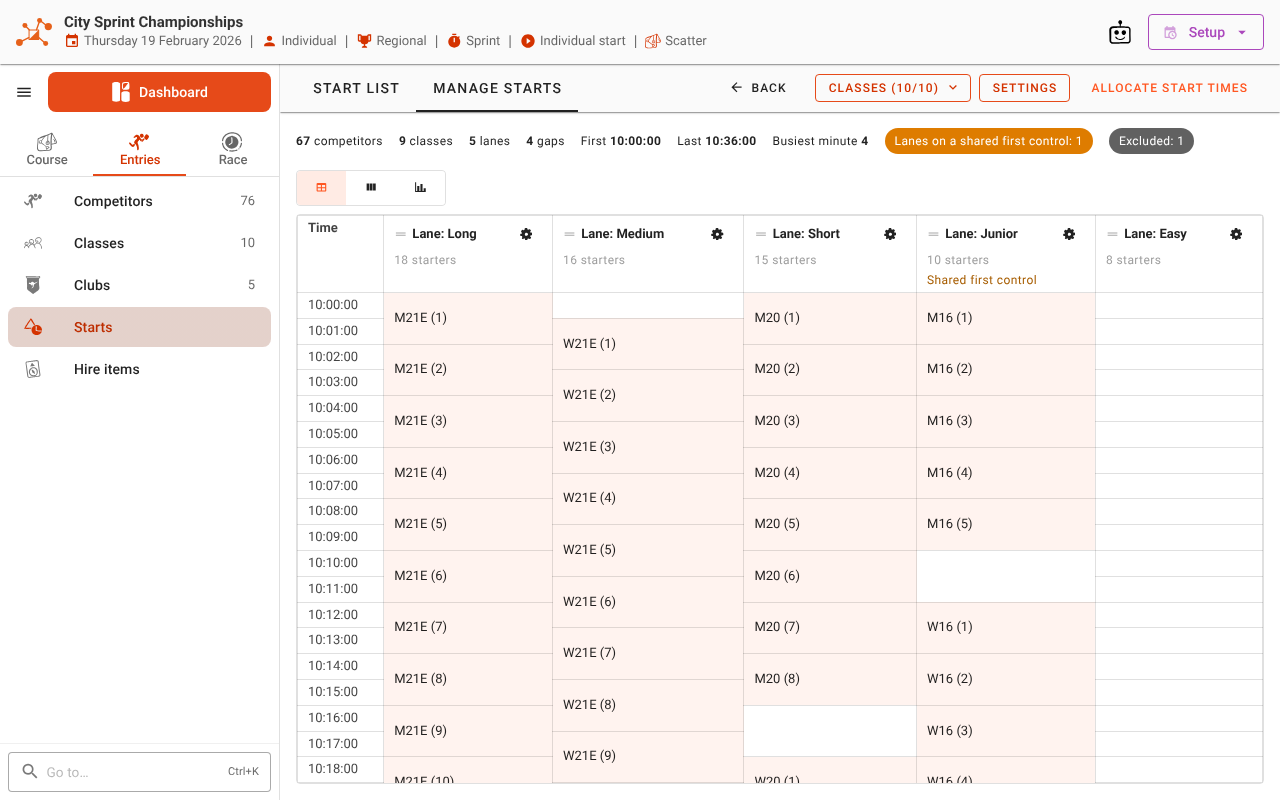 City Sprint Championships
Thursday 19 February 2026 | Individual | Regional | Sprint | Individual start | Scatter
Setup
Dashboard
START LIST
MANAGE STARTS
BACK
CLASSES (10/10)
SETTINGS
ALLOCATE START TIMES
Course
Entries
Race
Competitors 76
Classes 10
Clubs 5
Starts
Hire items
Go to…
Ctrl+K
67 competitors 9 classes 5 lanes 4 gaps First 10:00:00 Last 10:36:00 Busiest minute 4 Lanes on a shared first control: 1 Excluded: 1
Time
Lane: Long
18 starters
Lane: Medium
16 starters
Lane: Short
15 starters
Lane: Junior
10 starters
Shared first control
Lane: Easy
8 starters
10:00:00
10:01:00
10:02:00
10:03:00
10:04:00
10:05:00
10:06:00
10:07:00
10:08:00
10:09:00
10:10:00
10:11:00
10:12:00
10:13:00
10:14:00
10:15:00
10:16:00
10:17:00
10:18:00
M21E (1)
M21E (2)
M21E (3)
M21E (4)
M21E (5)
M21E (6)
M21E (7)
M21E (8)
M21E (9)
M21E (10)
W21E (1)
W21E (2)
W21E (3)
W21E (4)
W21E (5)
W21E (6)
W21E (7)
W21E (8)
W21E (9)
M20 (1)
M20 (2)
M20 (3)
M20 (4)
M20 (5)
M20 (6)
M20 (7)
M20 (8)
W20 (1)
M16 (1)
M16 (2)
M16 (3)
M16 (4)
M16 (5)
W16 (1)
W16 (2)
W16 (3)
W16 (4)